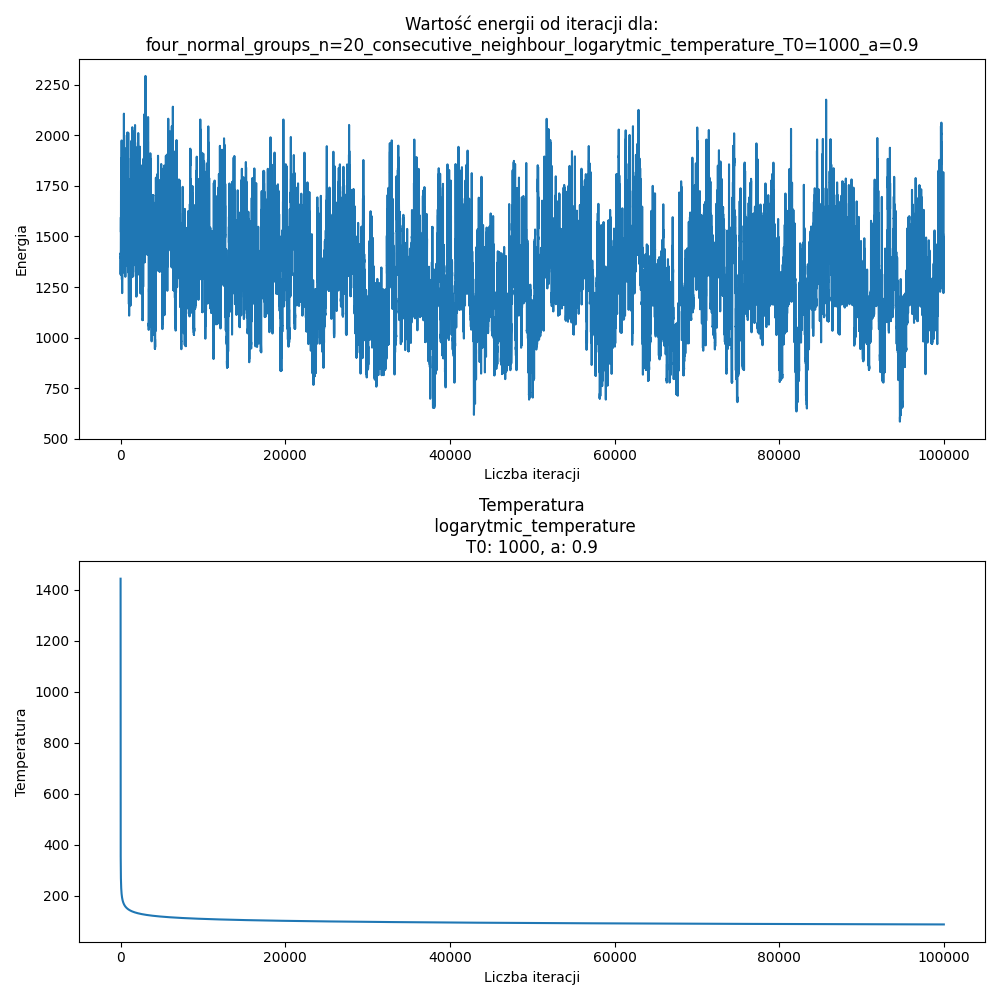 Wartość energii od iteracji dla:
four_normal_groups_n=20_consecutive_neighbour_logarytmic_temperature_T0=1000_a=0.9
2250
2000
1750
1500
1250
1000
750
500
Energia
0 20000 40000 60000 80000 100000
Liczba iteracji
Temperatura
logarytmic_temperature
T0: 1000, a: 0.9
1400
1200
1000
800
600
400
200
Temperatura
0 20000 40000 60000 80000 100000
Liczba iteracji